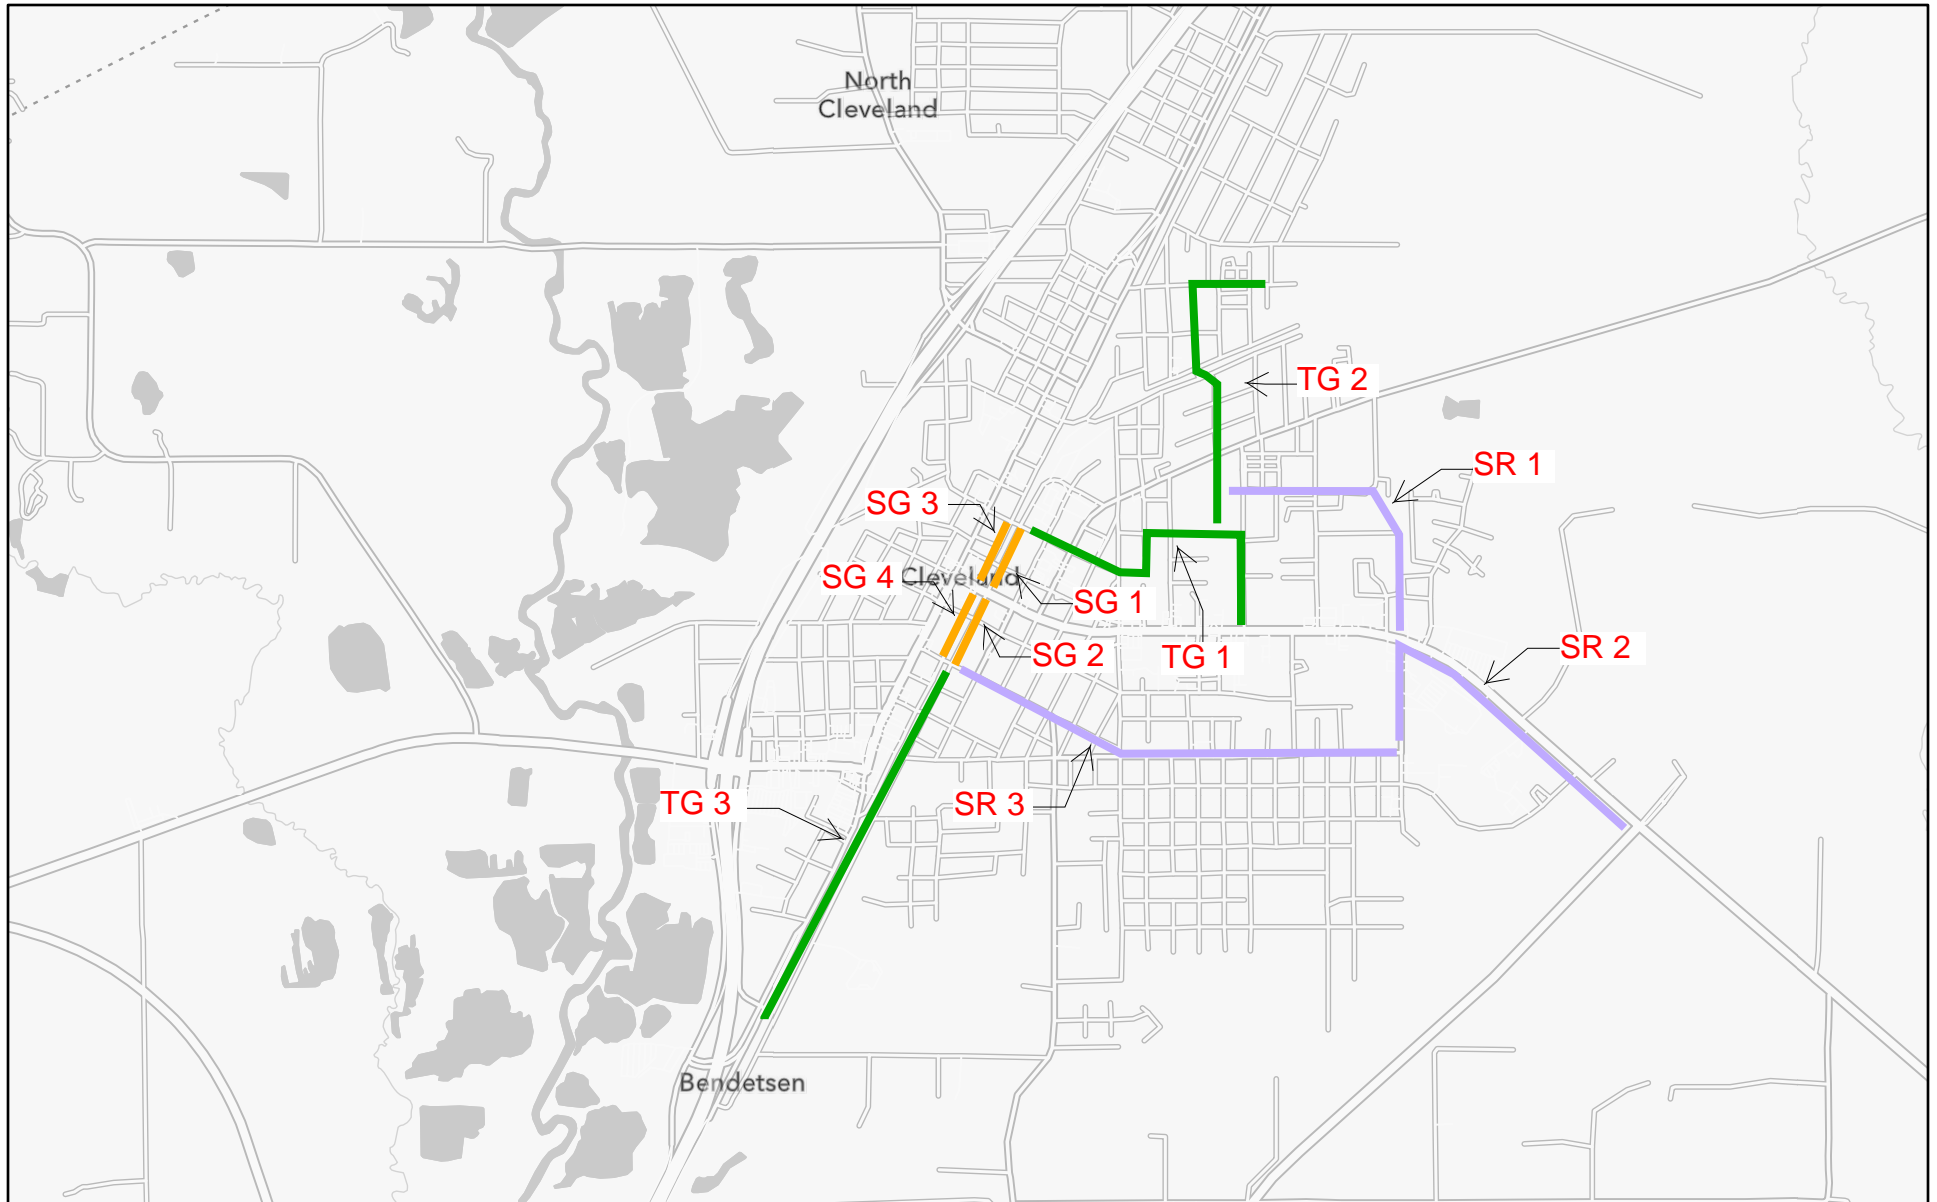 North
Cleveland
TG 2
SR 1
SG 3
SG 4
Cleveland
SG 1
SG 2
TG 1
SR 2
TG 3
SR 3
Bendetsen